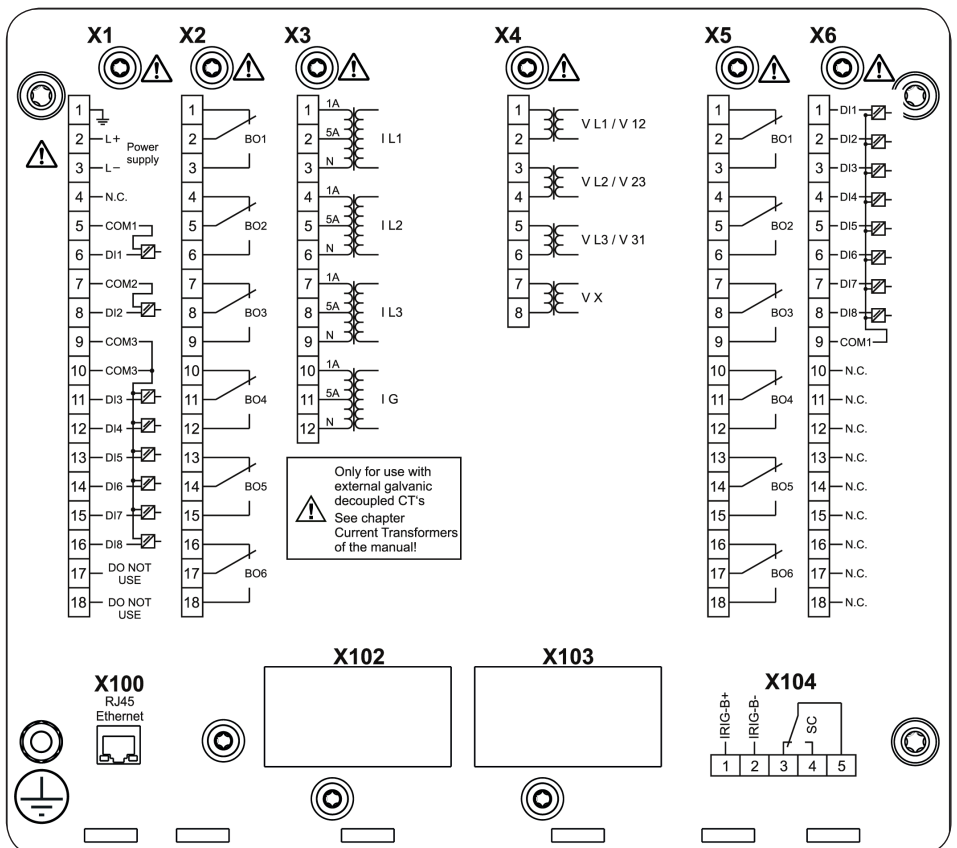 X1 X2 X3 X4 X5 X6
1
2 L+
3 L−
Power
supply
4 N.C.
5 COM1
6 DI1
7 COM2
8 DI2
9 COM3
10 COM3
11 DI3
12 DI4
13 DI5
14 DI6
15 DI7
16 DI8
17 DO NOT
USE
18 DO NOT
USE
1
2 BO1
3
4
5 BO2
6
7
8 BO3
9
10
11 BO4
12
13
14 BO5
15
16
17 BO6
18
1 1A
2 5A I L1
3 N
4 1A
5 5A I L2
6 N
7 1A
8 5A I L3
9 N
10 1A
11 5A I G
12 N
Only for use with
external galvanic
decoupled CT's
See chapter
Current Transformers
of the manual!
1
V L1 / V 12
2
3
V L2 / V 23
4
5
V L3 / V 31
6
7
V X
8
1
2 BO1
3
4
5 BO2
6
7
8 BO3
9
10
11 BO4
12
13
14 BO5
15
16
17 BO6
18
1 DI1
2 DI2
3 DI3
4 DI4
5 DI5
6 DI6
7 DI7
8 DI8
9 COM1
10 N.C.
11 N.C.
12 N.C.
13 N.C.
14 N.C.
15 N.C.
16 N.C.
17 N.C.
18 N.C.
X100
RJ45
Ethernet
X102
X103
X104
IRIG-B+
IRIG-B-
SC
1 2 3 4 5